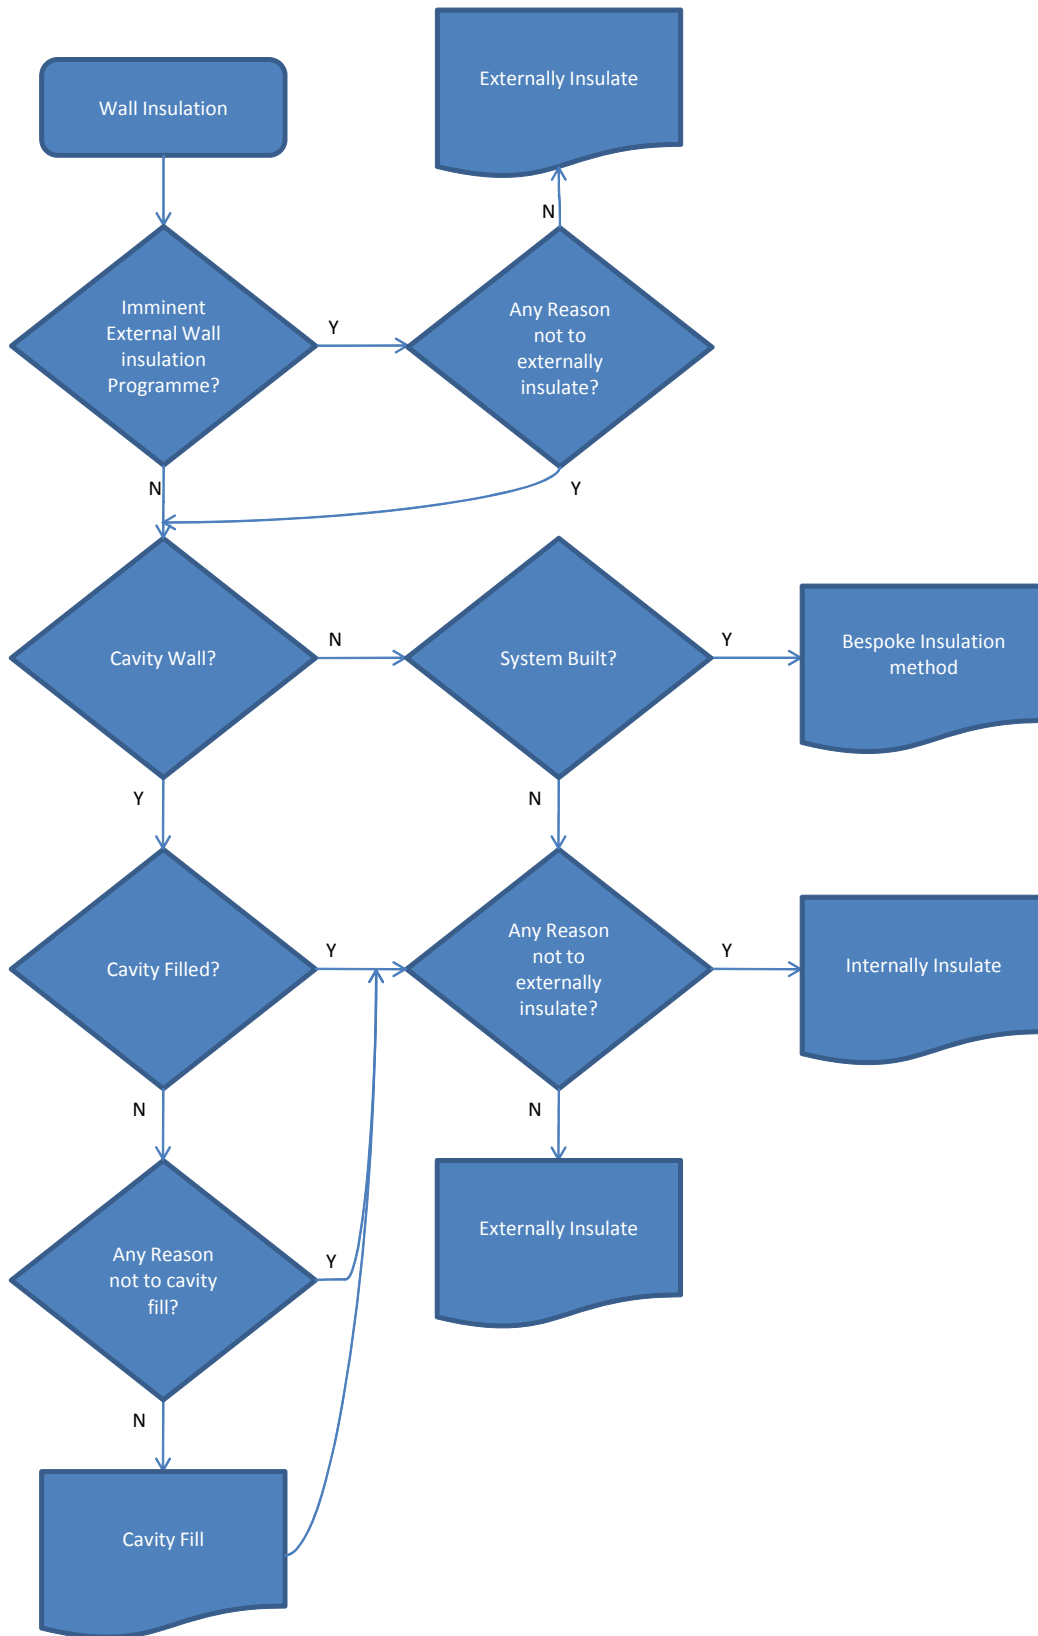 Externally Insulate
Wall Insulation
N
Imminent
External Wall
insulation
Programme?
Y
Any Reason
not to
externally
insulate?
N
Y
Cavity Wall?
N
System Built?
Y
Bespoke Insulation
method
Y
N
Cavity Filled?
Y
Any Reason
not to
externally
insulate?
Y
Internally Insulate
N
N
Any Reason
not to cavity
fill?
Y
Externally Insulate
N
Cavity Fill